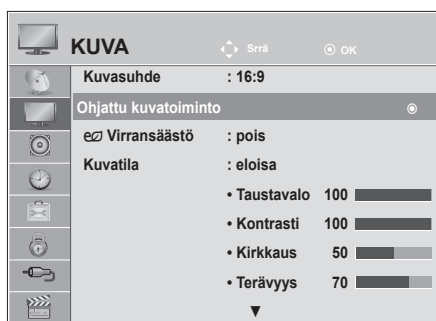 KUVA Srrä OK
Kuvasuhde : 16:9
Ohjattu kuvatoiminto
e Virransäästö : pois
Kuvatila : eloisa
• Taustavalo 100
• Kontrasti 100
• Kirkkaus 50
• Terävyys 70